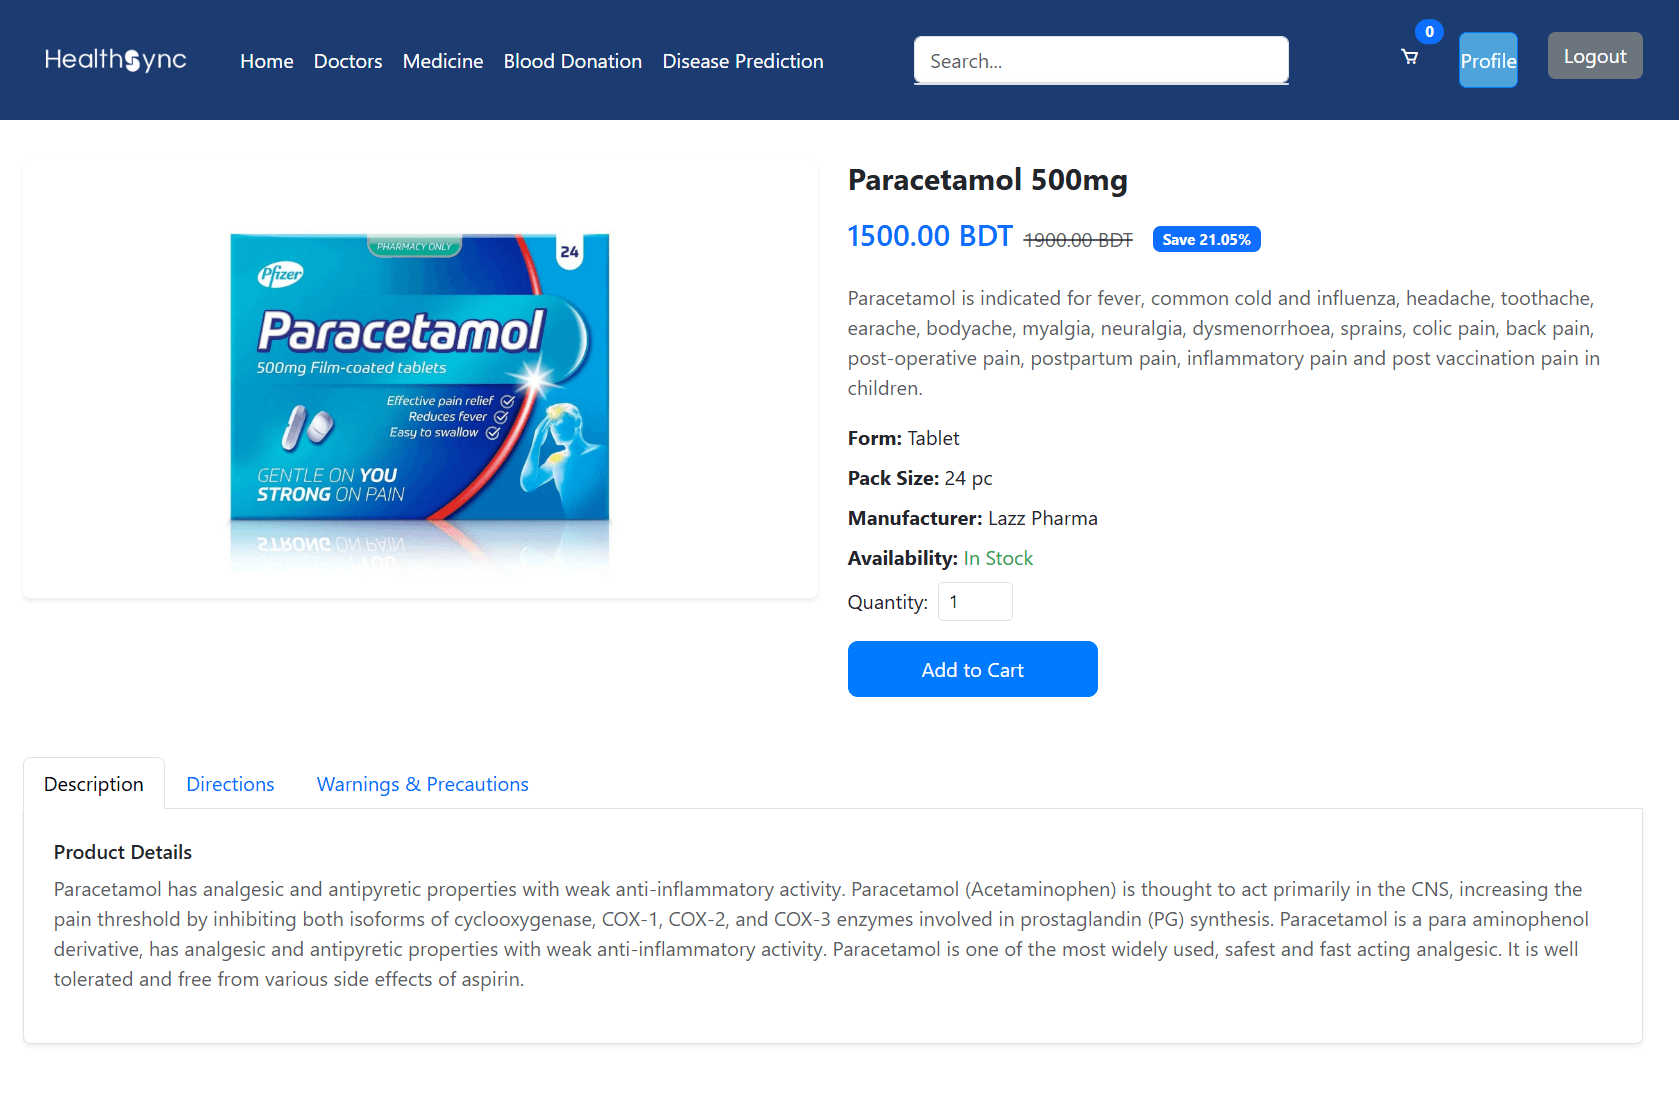 HealthSync
Home Doctors Medicine Blood Donation Disease Prediction
Search...
0
Profile
Logout
PHARMACY ONLY
24
Pfizer
Paracetamol
500mg Film-coated tablets
Effective pain relief
Reduces fever
Easy to swallow
GENTLE ON YOU
STRONG ON PAIN
STRONG ON PAIN
GENTLE ON YOU
Paracetamol 500mg
1500.00 BDT 1900.00 BDT Save 21.05%
Paracetamol is indicated for fever, common cold and influenza, headache, toothache,
earache, bodyache, myalgia, neuralgia, dysmenorrhoea, sprains, colic pain, back pain,
post-operative pain, postpartum pain, inflammatory pain and post vaccination pain in
children.
Form: Tablet
Pack Size: 24 pc
Manufacturer: Lazz Pharma
Availability: In Stock
Quantity: 1
Add to Cart
Description Directions Warnings & Precautions
Product Details
Paracetamol has analgesic and antipyretic properties with weak anti-inflammatory activity. Paracetamol (Acetaminophen) is thought to act primarily in the CNS, increasing the
pain threshold by inhibiting both isoforms of cyclooxygenase, COX-1, COX-2, and COX-3 enzymes involved in prostaglandin (PG) synthesis. Paracetamol is a para aminophenol
derivative, has analgesic and antipyretic properties with weak anti-inflammatory activity. Paracetamol is one of the most widely used, safest and fast acting analgesic. It is well
tolerated and free from various side effects of aspirin.